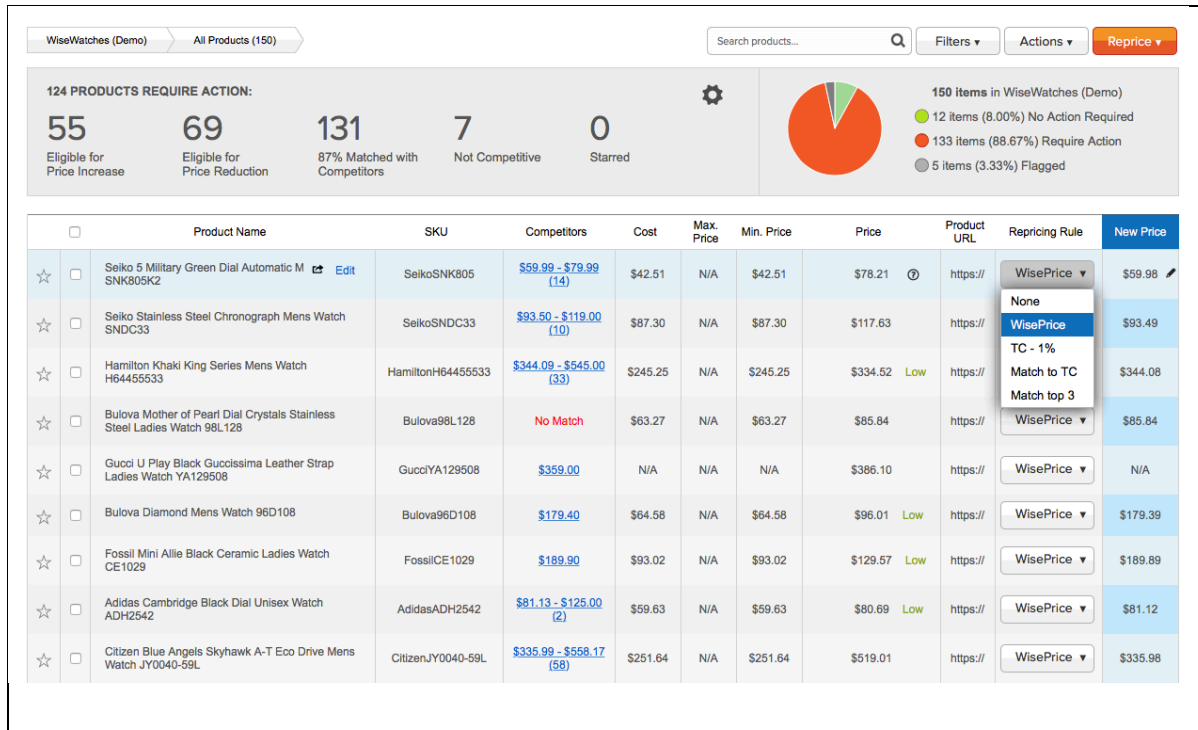 WiseWatches (Demo) All Products (150) Search products... Filters ▾ Actions ▾ Reprice ▾
124 PRODUCTS REQUIRE ACTION:
55 69 131 7 0
Eligible for Price Increase
Eligible for Price Reduction
87% Matched with Competitors
Not Competitive
Starred
150 items in WiseWatches (Demo)
12 items (8.00%) No Action Required
133 items (88.67%) Require Action
5 items (3.33%) Flagged
Product Name SKU Competitors Cost Max. Price Min. Price Price Product URL Repricing Rule New Price
Seiko 5 Military Green Dial Automatic M Edit
SNK805K2 SeikoSNK805 $59.99 - $79.99 (14) $42.51 N/A $42.51 $78.21 https:// WisePrice ▾ $59.98
None
WisePrice
TC - 1%
Match to TC
Match top 3
Seiko Stainless Steel Chronograph Mens Watch
SNDC33 SeikoSNDC33 $93.50 - $119.00 (10) $87.30 N/A $87.30 $117.63 https:// $93.49
Hamilton Khaki King Series Mens Watch
H64455533 HamiltonH64455533 $344.09 - $545.00 (33) $245.25 N/A $245.25 $334.52 Low https:// $344.08
Bulova Mother of Pearl Dial Crystals Stainless
Steel Ladies Watch 98L128 Bulova98L128 No Match $63.27 N/A $63.27 $85.84 https:// WisePrice ▾ $85.84
Gucci U Play Black Guccissima Leather Strap
Ladies Watch YA129508 GucciYA129508 $359.00 N/A N/A N/A $386.10 https:// WisePrice ▾ N/A
Bulova Diamond Mens Watch 96D108 Bulova96D108 $179.40 $64.58 N/A $64.58 $96.01 Low https:// WisePrice ▾ $179.39
Fossil Mini Allie Black Ceramic Ladies Watch
CE1029 FossilCE1029 $189.90 $93.02 N/A $93.02 $129.57 Low https:// WisePrice ▾ $189.89
Adidas Cambridge Black Dial Unisex Watch
ADH2542 AdidasADH2542 $81.13 - $125.00 (2) $59.63 N/A $59.63 $80.69 Low https:// WisePrice ▾ $81.12
Citizen Blue Angels Skyhawk A-T Eco Drive Mens
Watch JY0040-59L CitizenJY0040-59L $335.99 - $558.17 (58) $251.64 N/A $251.64 $519.01 https:// WisePrice ▾ $335.98